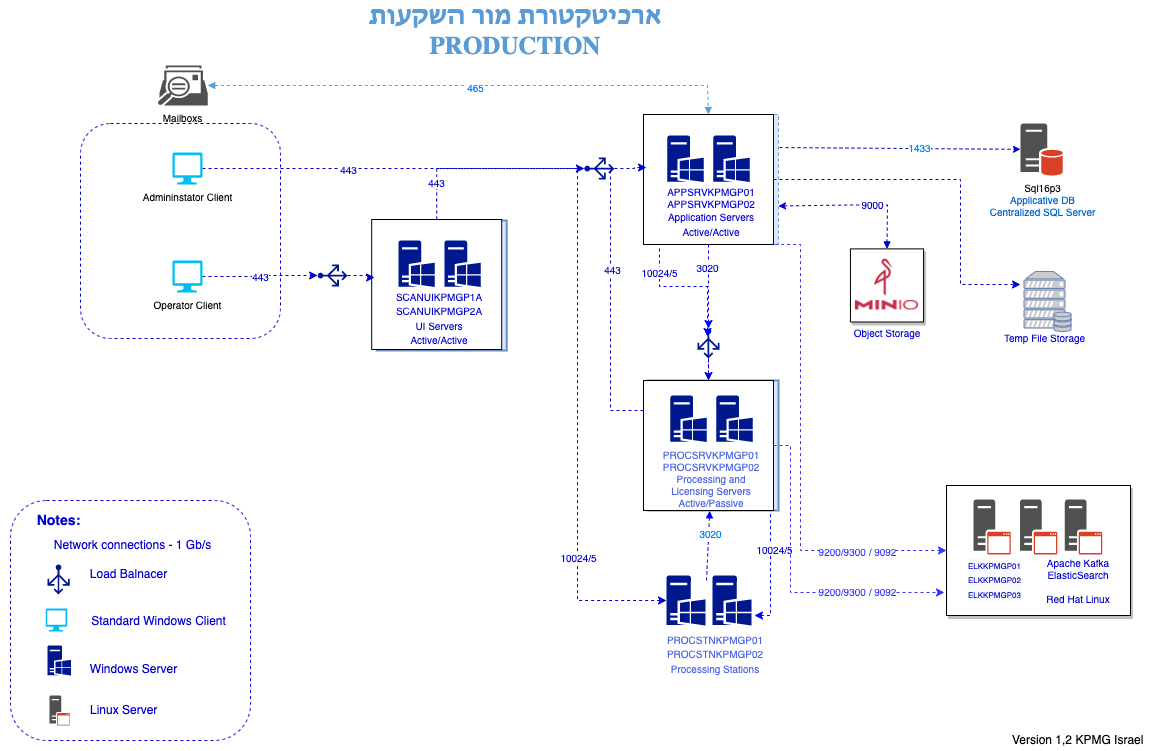 ארכיטקטורת מור השקעות
PRODUCTION
465
Mailboxs
443
1433
Admininstator Client
443
APPSRVKPMGP01
APPSRVKPMGP02
Application Servers
Active/Active
Sql16p3
Applicative DB
Centralized SQL Server
9000
443
Operator Client
SCANUIKPMGP1A
SCANUIKPMGP2A
UI Servers
Active/Active
443
10024/5
3020
MINIO
Object Storage
Temp File Storage
PROCSRVKPMGP01
PROCSRVKPMGP02
Processing and
Licensing Servers
Active/Passive
3020
10024/5
10024/5
9200/9300 / 9092
9200/9300 / 9092
ELKKPMGP01
ELKKPMGP02
ELKKPMGP03
Apache Kafka
ElasticSearch
Red Hat Linux
PROCSTNKPMGP01
PROCSTNKPMGP02
Processing Stations
Notes:
Network connections - 1 Gb/s
Load Balnacer
Standard Windows Client
Windows Server
Linux Server
Version 1,2 KPMG Israel